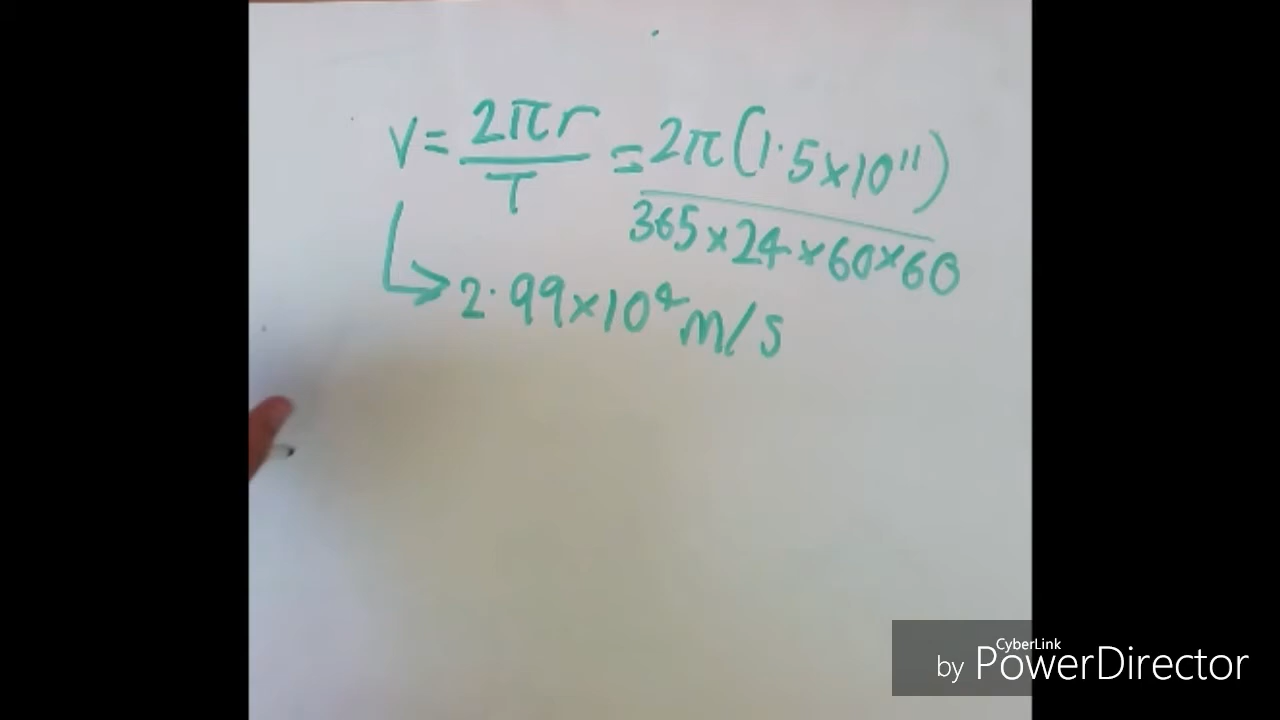 V = 2πr / T = 2π(1.5×10¹¹) / 365×24×60×60
↳ 2.99×10⁴ m/s
CyberLink
by PowerDirector